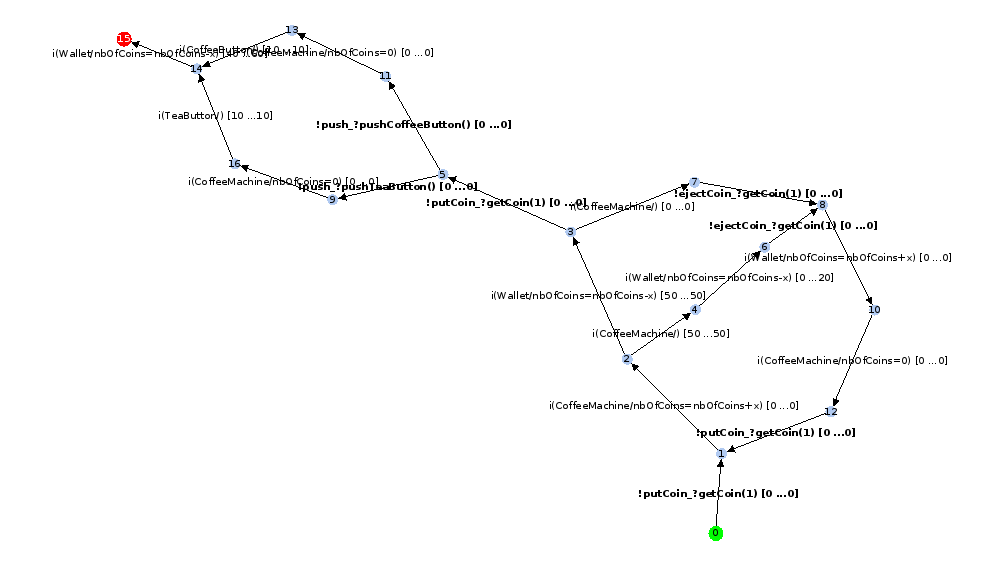 13
15
i(CoffeeButton/) [10 ...10]
i(Wallet/nbOfCoins=nbOfCoins-x) [40 ...60]
i(CoffeeMachine/nbOfCoins=0) [0 ...0]
14
11
i(TeaButton/) [10 ...10]
!push_?pushCoffeeButton() [0 ...0]
16
5
i(CoffeeMachine/nbOfCoins=0) [0 ...0]
7
!push_?pushTeaButton() [0 ...0]
!ejectCoin_?getCoin(1) [0 ...0]
9
!putCoin_?getCoin(1) [0 ...0]
i(CoffeeMachine/) [0 ...0]
8
!ejectCoin_?getCoin(1) [0 ...0]
3
6
i(Wallet/nbOfCoins=nbOfCoins+x) [0 ...0]
i(Wallet/nbOfCoins=nbOfCoins-x) [0 ...20]
i(Wallet/nbOfCoins=nbOfCoins-x) [50 ...50]
4
10
i(CoffeeMachine/) [50 ...50]
2
i(CoffeeMachine/nbOfCoins=0) [0 ...0]
i(CoffeeMachine/nbOfCoins=nbOfCoins+x) [0 ...0]
12
!putCoin_?getCoin(1) [0 ...0]
1
!putCoin_?getCoin(1) [0 ...0]
0